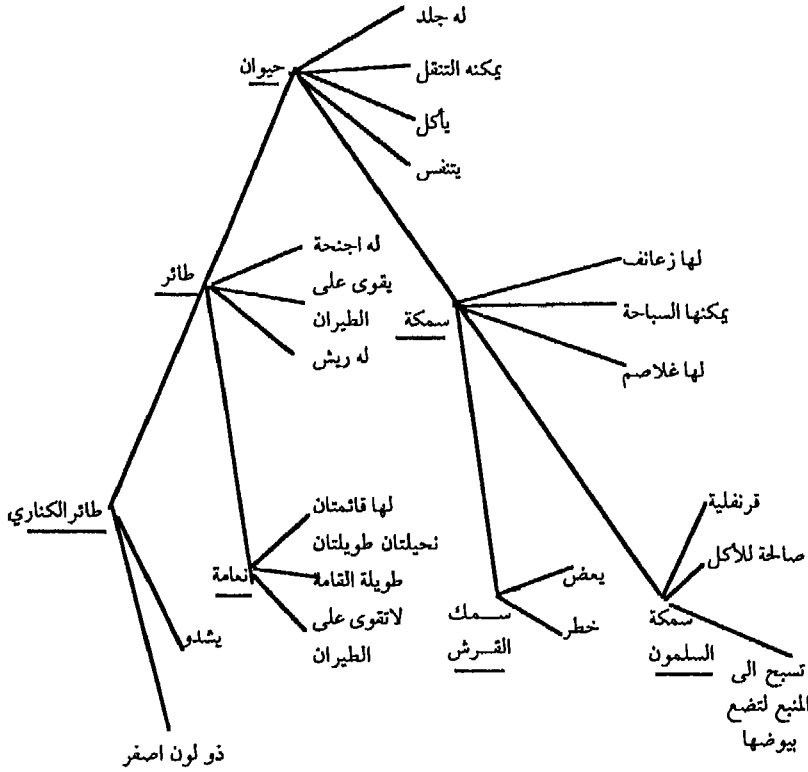 له جلد
حيوان
يمكنه التنقل
يأكل
يتنفس
طائر
له اجنحة
يقوى على
الطيران
له ريش
سمكة
لها زعانف
يمكنها السباحة
لها غلاصم
طائر الكناري
يشدو
ذو لون اصفر
نعامة
لها قائمتان
نحيلتان طويلتان
طويلة القامة
لاتقوى على
الطيران
سمك
القرش
يعض
خطر
سمكة
السلمون
قرنفلية
صالحة للأكل
تسبح الى
المنبع لتضع
بيوضها